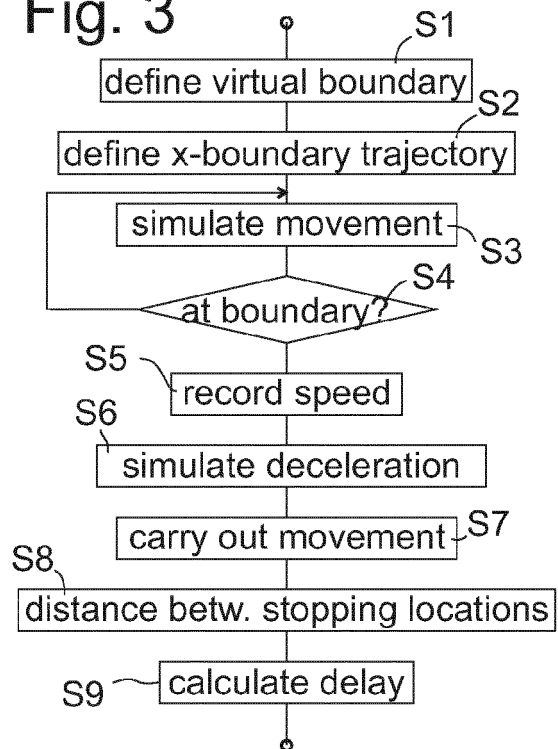 Fig. 3
S1
define virtual boundary
S2
define x-boundary trajectory
simulate movement
S3
S4
at boundary?
S5
record speed
S6
simulate deceleration
carry out movement
S7
S8
distance betw. stopping locations
calculate delay
S9